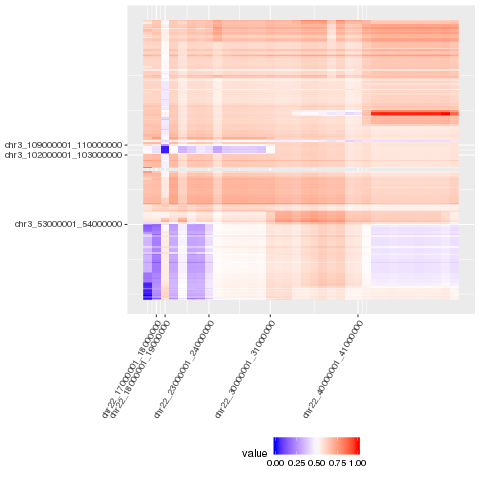 chr3_109000001_110000000
chr3_102000001_103000000
chr3_53000001_54000000
chr22_17000001_18000000
chr22_18000001_19000000
chr22_23000001_24000000
chr22_30000001_31000000
chr22_40000001_41000000
value
0.00 0.25 0.50 0.75 1.00